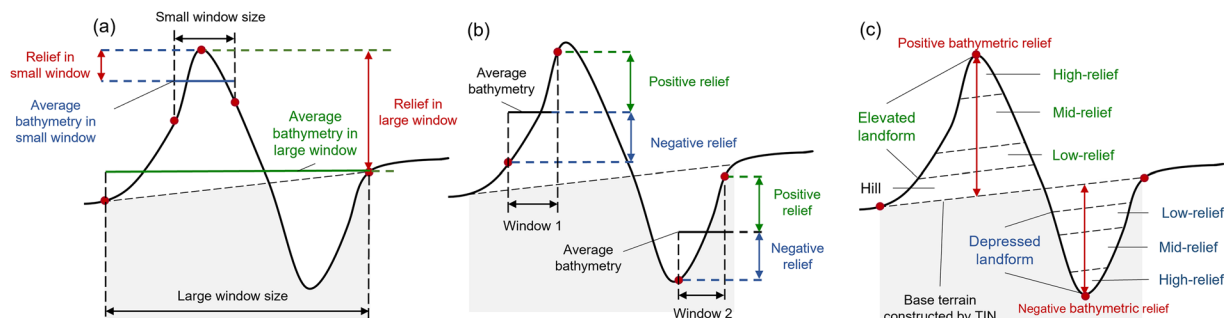 (a)
Small window size
Relief in
small window
Average
bathymetry in
small window
Average
bathymetry in
large window
Relief in
large window
Large window size
(b)
Average
bathymetry
Positive relief
Negative relief
Window 1
Positive
relief
Average
bathymetry
Negative
relief
Window 2
(c)
Positive bathymetric relief
High-relief
Elevated
landform
Mid-relief
Low-relief
Hill
Depressed
landform
Low-relief
Mid-relief
High-relief
Base terrain
constructed by TIN
Negative bathymetric relief